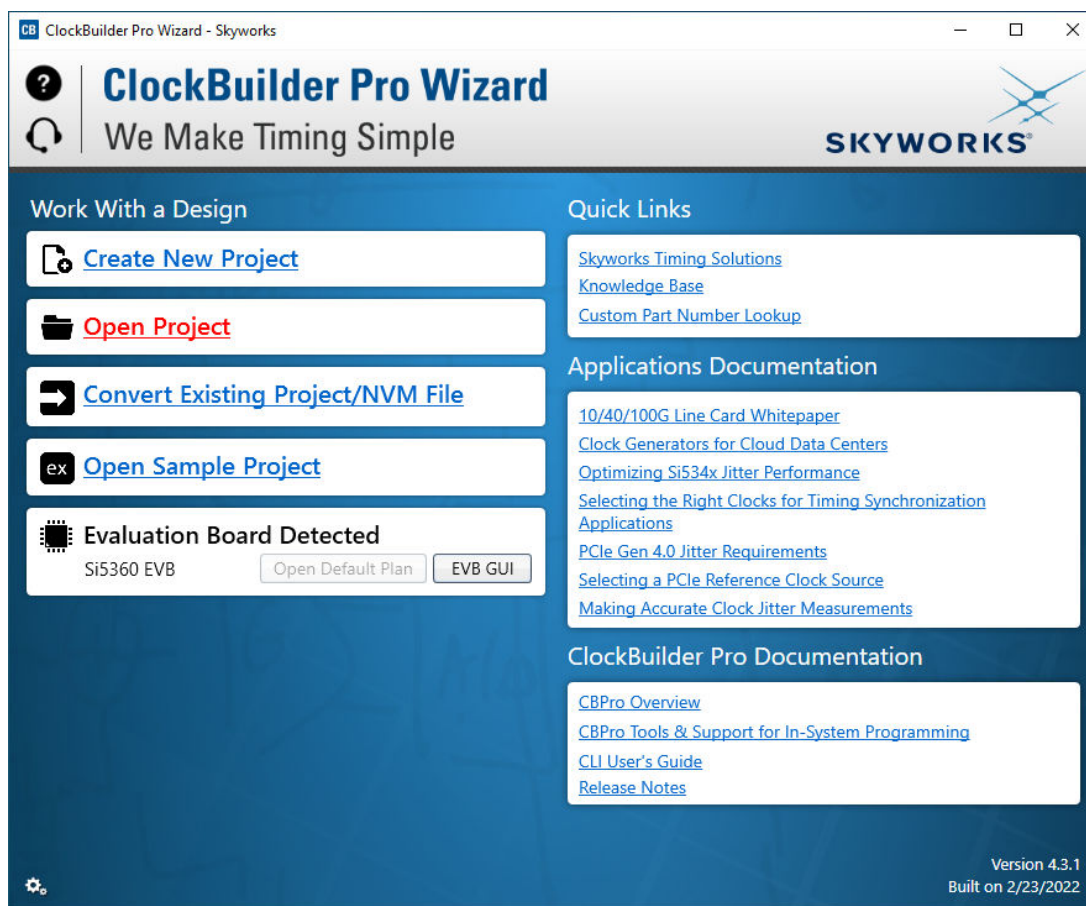 CB ClockBuilder Pro Wizard - Skyworks
?
ClockBuilder Pro Wizard
We Make Timing Simple
SKYWORKS®
Work With a Design
Create New Project
Open Project
Convert Existing Project/NVM File
ex Open Sample Project
Evaluation Board Detected
Si5360 EVB Open Default Plan EVB GUI
Quick Links
Skyworks Timing Solutions
Knowledge Base
Custom Part Number Lookup
Applications Documentation
10/40/100G Line Card Whitepaper
Clock Generators for Cloud Data Centers
Optimizing Si534x Jitter Performance
Selecting the Right Clocks for Timing Synchronization
Applications
PCIe Gen 4.0 Jitter Requirements
Selecting a PCIe Reference Clock Source
Making Accurate Clock Jitter Measurements
ClockBuilder Pro Documentation
CBPro Overview
CBPro Tools & Support for In-System Programming
CLI User's Guide
Release Notes
Version 4.3.1
Built on 2/23/2022